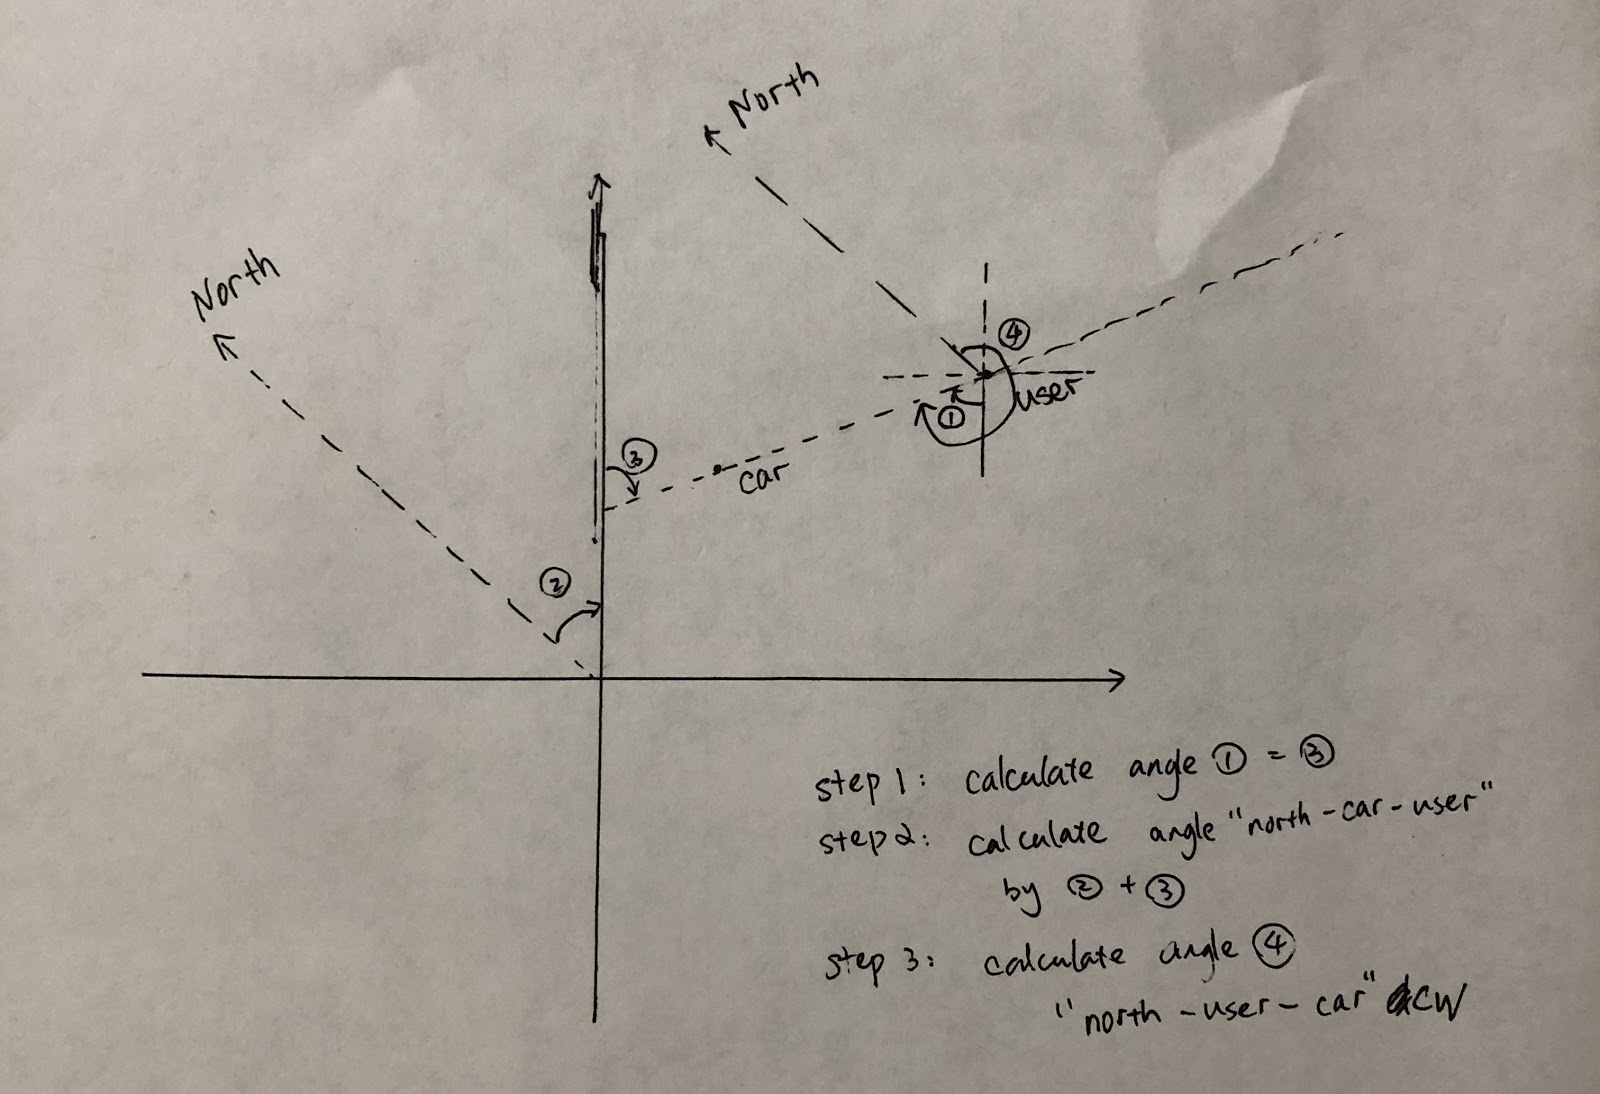 North
North
④
user
①
③
car
②
step 1: calculate angle ① = ③
step 2: calculate angle "north-car-user"
by ② + ③
step 3: calculate angle ④
"north-user-car" CW